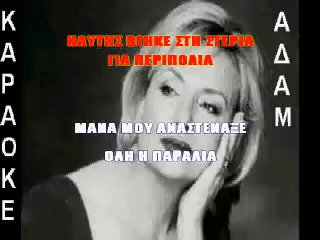 ΚΑΡΑΟΚΕ
ΝΑΥΤΗΣ ΒΓΗΚΕ ΣΤΗ ΣΤΕΡΙΑ
ΓΙΑ ΠΕΡΙΠΟΛΙΑ
ΜΑΝΑ ΜΟΥ ΑΝΑΣΤΕΝΑΞΕ
ΟΛΗ Η ΠΑΡΑΛΙΑ
ΑΔΑΜ